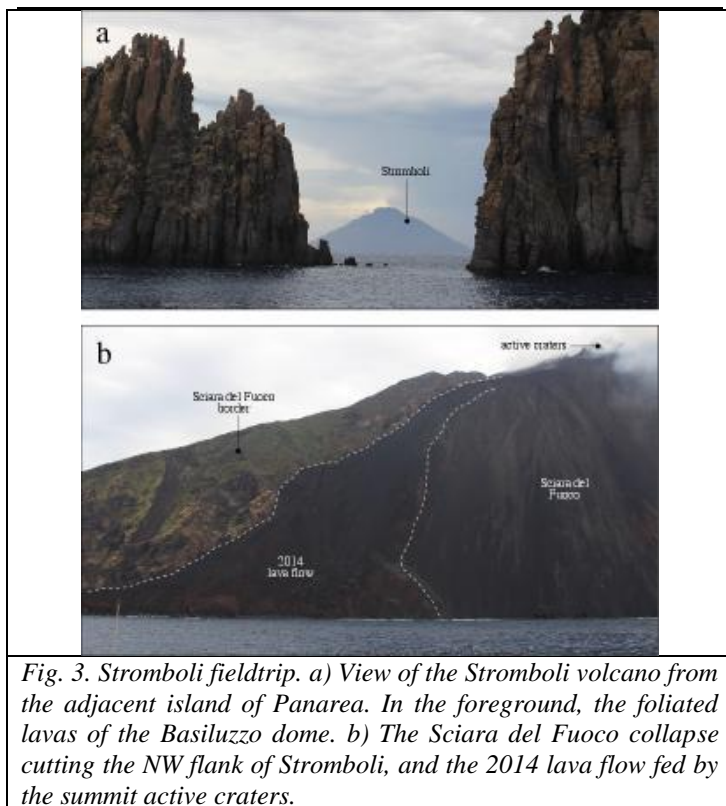 a
Stromboli
b
active craters
Sciara del Fuoco
border
Sciara del
Fuoco
2014
lava flow
Fig. 3. Stromboli fieldtrip. a) View of the Stromboli volcano from
the adjacent island of Panarea. In the foreground, the foliated
lavas of the Basiluzzo dome. b) The Sciara del Fuoco collapse
cutting the NW flank of Stromboli, and the 2014 lava flow fed by
the summit active craters.